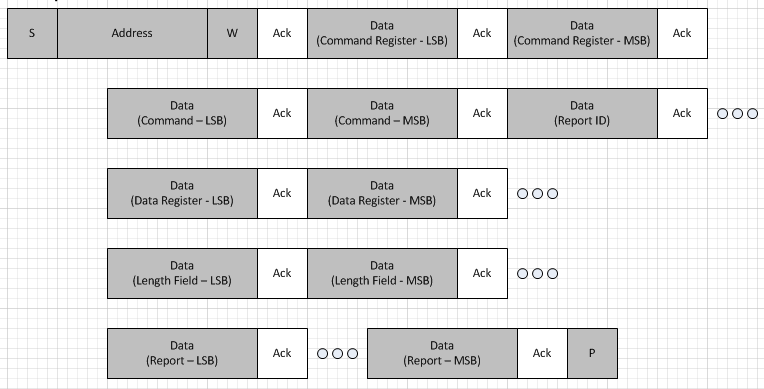 S Address W Ack Data Ack Data Ack
(Command Register - LSB) (Command Register - MSB)
Data Ack Data Ack Data Ack
(Command – LSB) (Command – MSB) (Report ID)
Data Ack Data Ack
(Data Register - LSB) (Data Register - MSB)
Data Ack Data Ack
(Length Field – LSB) (Length Field - MSB)
Data Ack Data Ack P
(Report – LSB) (Report – MSB)